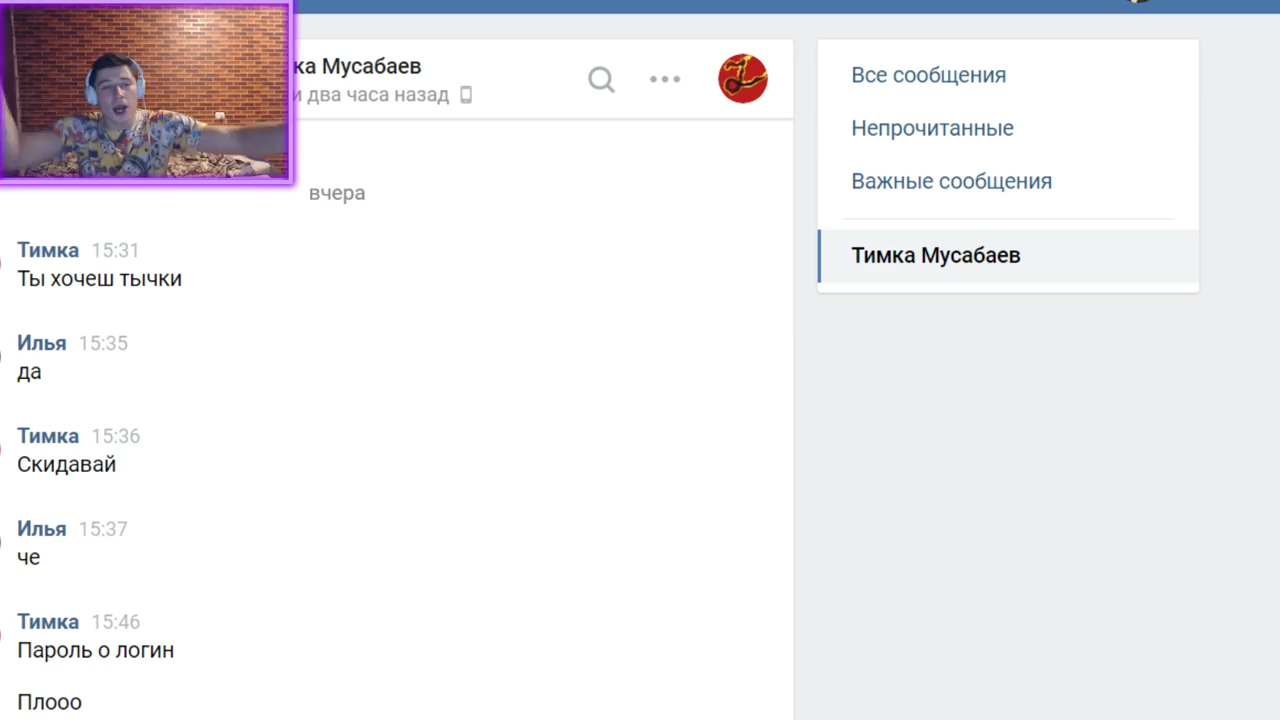 ка Мусабаев
и два часа назад
вчера
Тимка 15:31
Ты хочеш тычки
Илья 15:35
да
Тимка 15:36
Скидавай
Илья 15:37
че
Тимка 15:46
Пароль о логин
Плооо
Все сообщения
Непрочитанные
Важные сообщения
Тимка Мусабаев